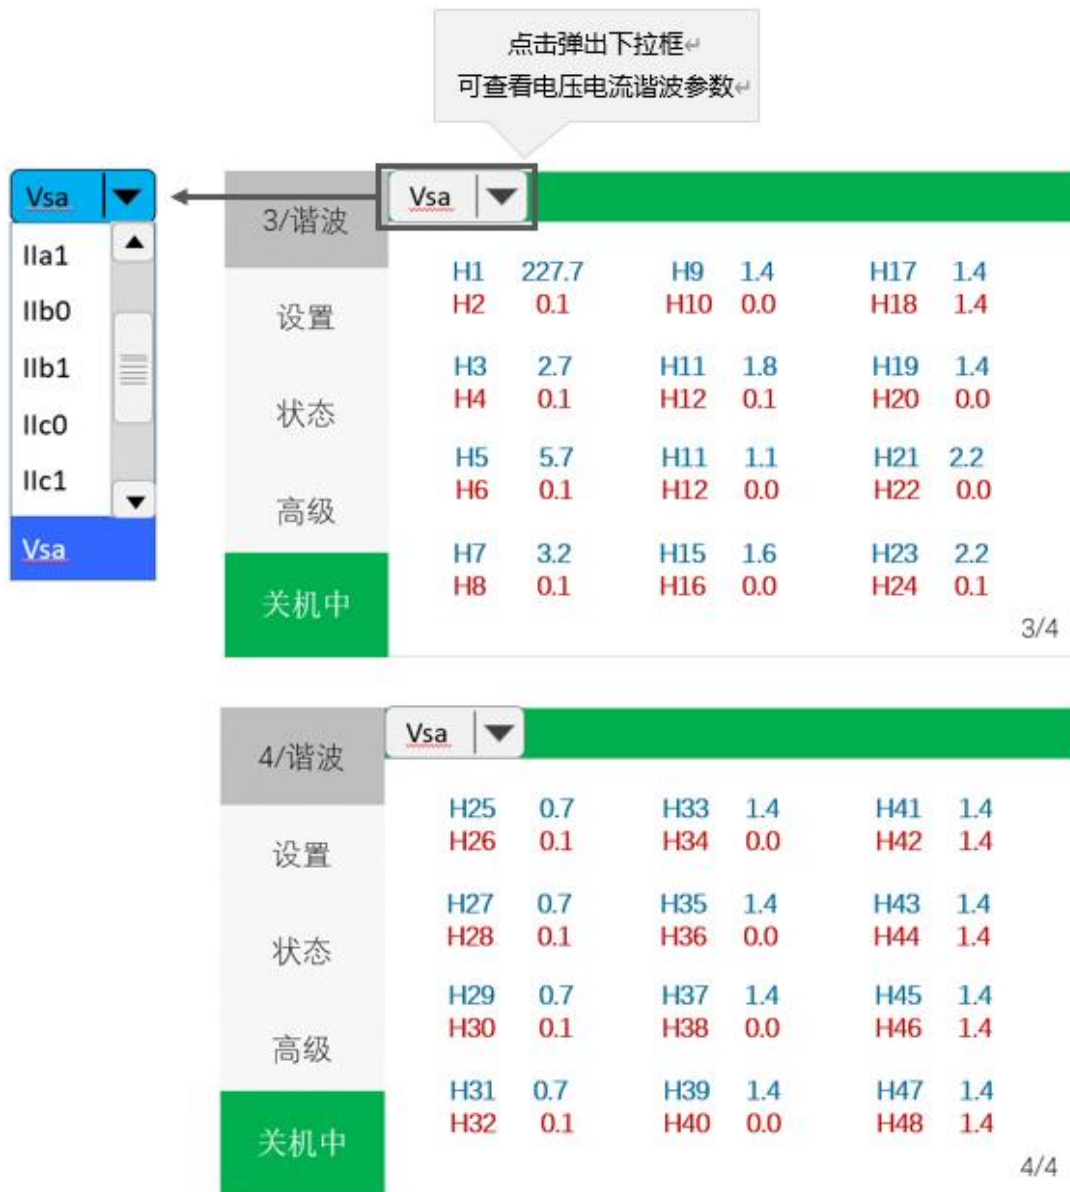 点击弹出下拉框↵
可查看电压电流谐波参数↵
Vsa
IIa1
IIb0
IIb1
IIc0
IIc1
Vsa
3/谐波
设置
状态
高级
关机中
Vsa
H1 227.7 H9 1.4 H17 1.4
H2 0.1 H10 0.0 H18 1.4
H3 2.7 H11 1.8 H19 1.4
H4 0.1 H12 0.1 H20 0.0
H5 5.7 H11 1.1 H21 2.2
H6 0.1 H12 0.0 H22 0.0
H7 3.2 H15 1.6 H23 2.2
H8 0.1 H16 0.0 H24 0.1
3/4
4/谐波
设置
状态
高级
关机中
Vsa
H25 0.7 H33 1.4 H41 1.4
H26 0.1 H34 0.0 H42 1.4
H27 0.7 H35 1.4 H43 1.4
H28 0.1 H36 0.0 H44 1.4
H29 0.7 H37 1.4 H45 1.4
H30 0.1 H38 0.0 H46 1.4
H31 0.7 H39 1.4 H47 1.4
H32 0.1 H40 0.0 H48 1.4
4/4